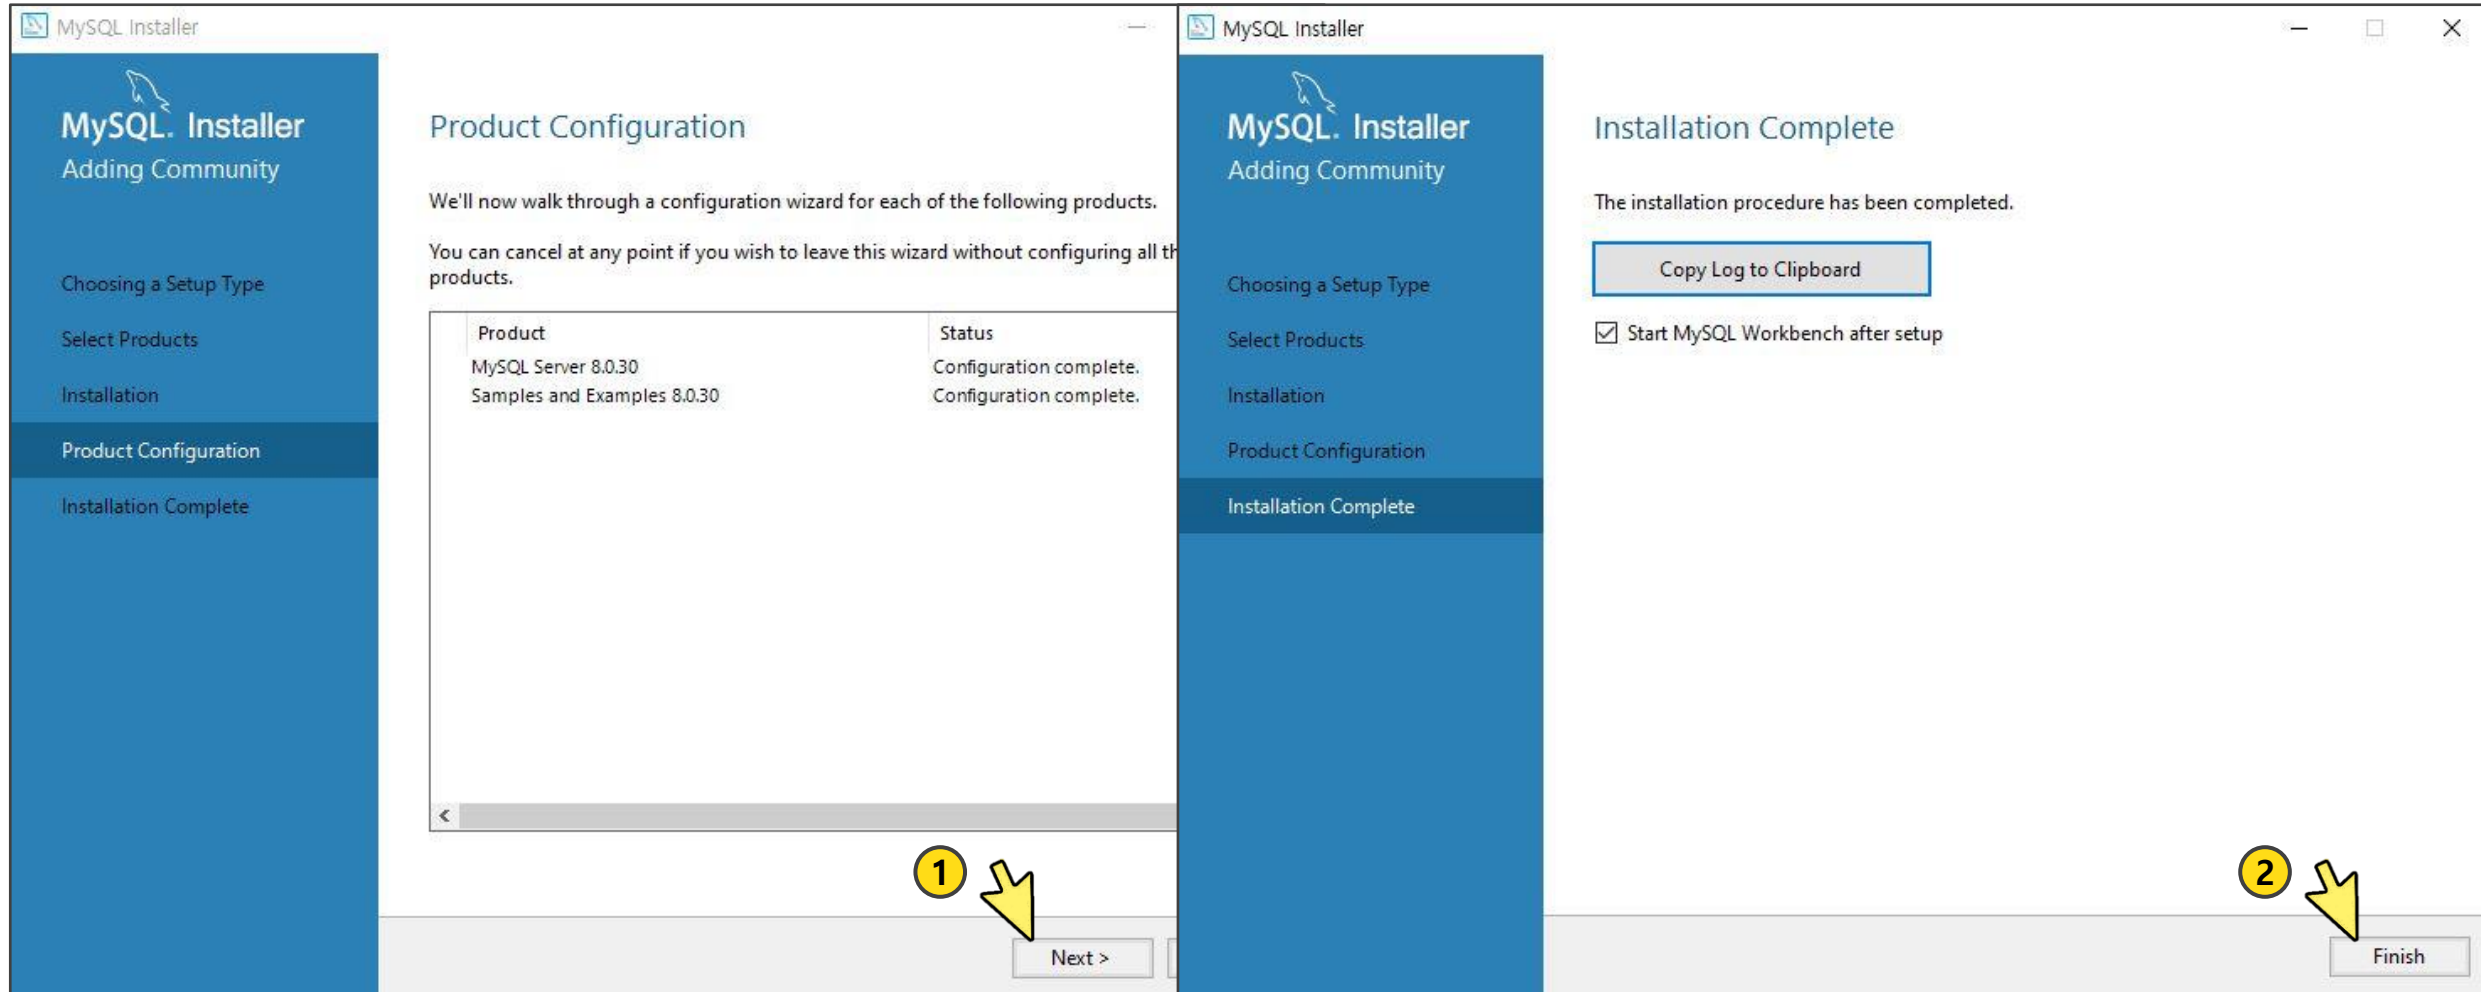 MySQL Installer
MySQL. Installer
Adding Community
Choosing a Setup Type
Select Products
Installation
Product Configuration
Installation Complete
Product Configuration
We'll now walk through a configuration wizard for each of the following products.
You can cancel at any point if you wish to leave this wizard without configuring all th
products.
Product Status
MySQL Server 8.0.30 Configuration complete.
Samples and Examples 8.0.30 Configuration complete.
1
Next >
MySQL Installer
MySQL. Installer
Adding Community
Choosing a Setup Type
Select Products
Installation
Product Configuration
Installation Complete
Installation Complete
The installation procedure has been completed.
Copy Log to Clipboard
Start MySQL Workbench after setup
2
Finish